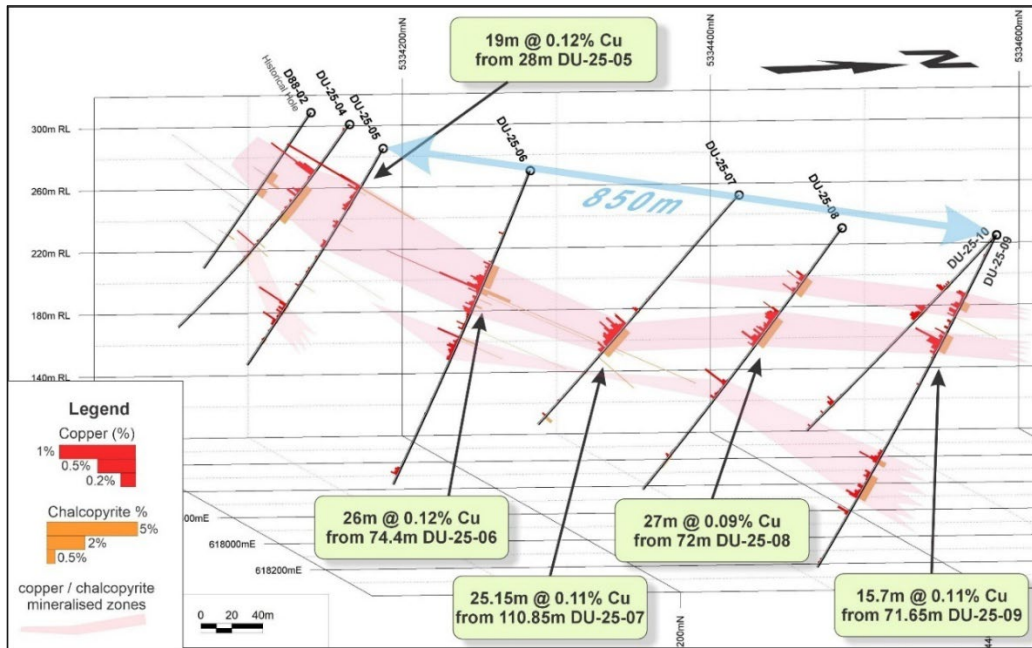 19m @ 0.12% Cu
from 28m DU-25-05
5334200mN
5334400mN
5334600mN
N
D88-02
Historical Hole
DU-25-04
DU-25-05
DU-25-06
DU-25-07
DU-25-08
DU-25-10
DU-25-09
850m
300m RL
260m RL
220m RL
180m RL
140m RL
Legend
Copper (%)
1%
0.5%
0.2%
Chalcopyrite %
5%
2%
0.5%
copper / chalcopyrite
mineralised zones
00mE
618000mE
618200mE
0 20 40m
26m @ 0.12% Cu
from 74.4m DU-25-06
25.15m @ 0.11% Cu
from 110.85m DU-25-07
27m @ 0.09% Cu
from 72m DU-25-08
15.7m @ 0.11% Cu
from 71.65m DU-25-09
200mN